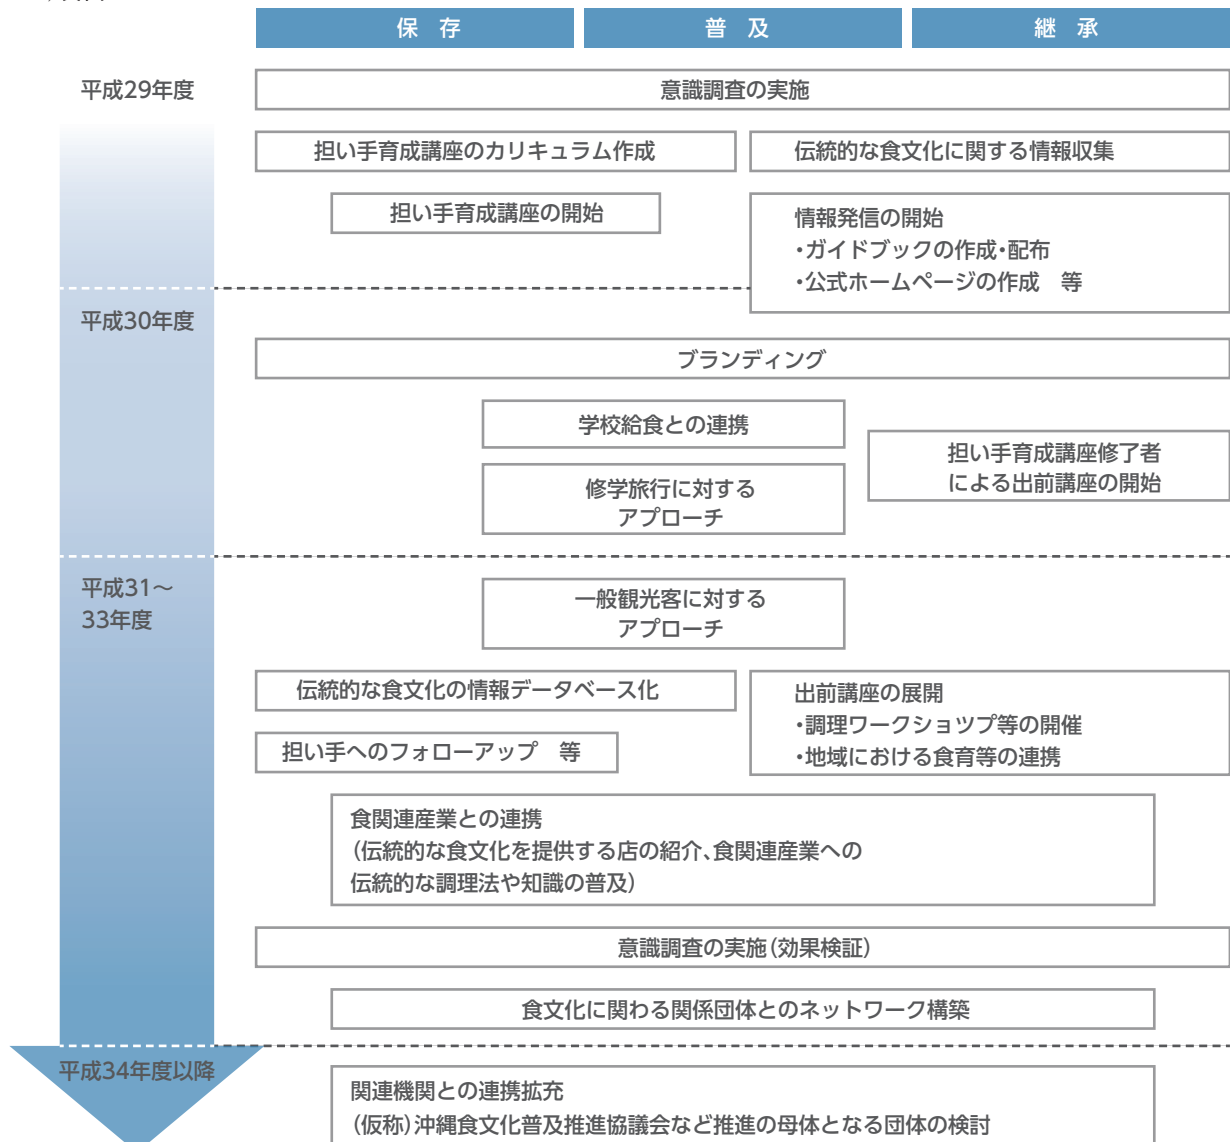 保 存
普 及
継 承
平成29年度
意識調査の実施
担い手育成講座のカリキュラム作成
伝統的な食文化に関する情報収集
担い手育成講座の開始
情報発信の開始
・ガイドブックの作成・配布
・公式ホームページの作成　等
平成30年度
ブランディング
学校給食との連携
修学旅行に対する
アプローチ
担い手育成講座修了者
による出前講座の開始
平成31〜
33年度
一般観光客に対する
アプローチ
伝統的な食文化の情報データベース化
担い手へのフォローアップ　等
出前講座の展開
・調理ワークショツプ等の開催
・地域における食育等の連携
食関連産業との連携
（伝統的な食文化を提供する店の紹介、食関連産業への
伝統的な調理法や知識の普及）
意識調査の実施（効果検証）
食文化に関わる関係団体とのネットワーク構築
平成34年度以降
関連機関との連携拡充
（仮称）沖縄食文化普及推進協議会など推進の母体となる団体の検討